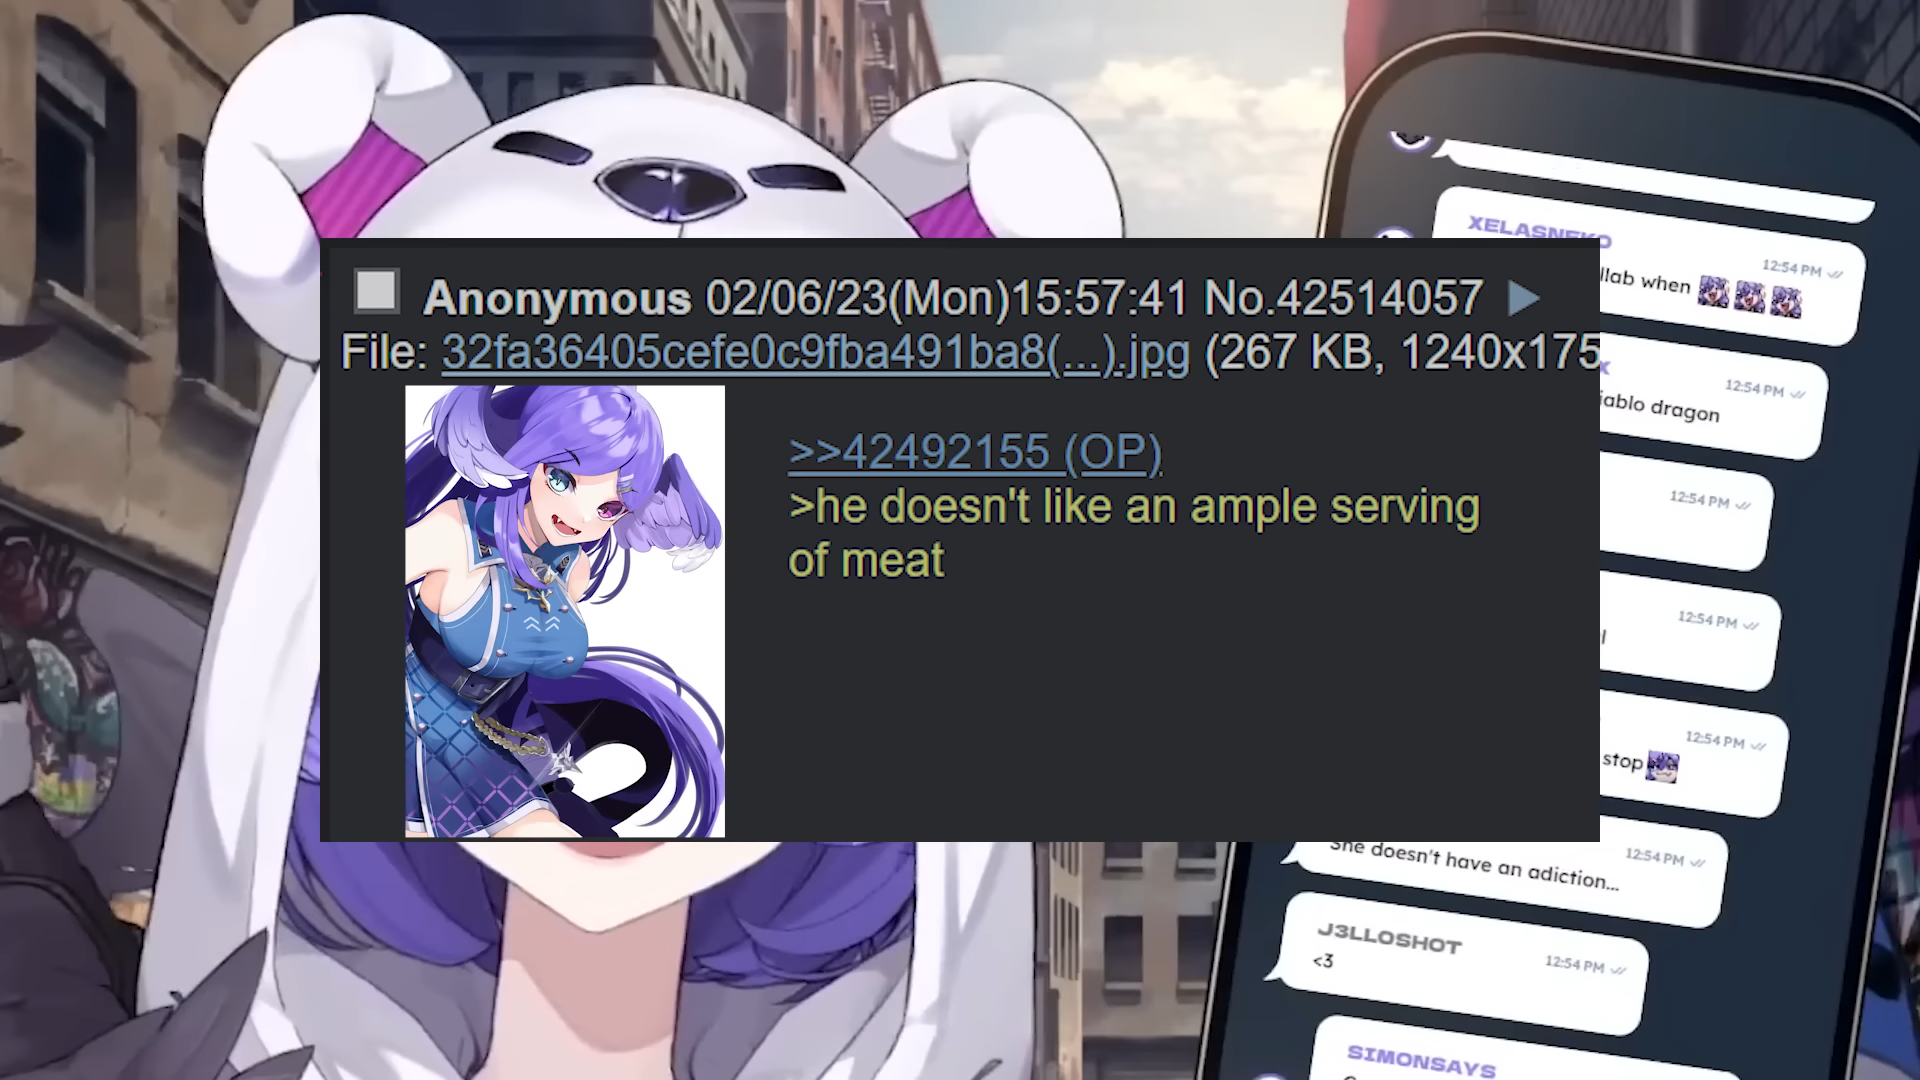 Anonymous 02/06/23(Mon)15:57:41 No.42514057
File: 32fa36405cefe0c9fba491ba8(...).jpg (267 KB, 1240x175
>>42492155 (OP)
>he doesn't like an ample serving
of meat
XELASNEKO
12:54 PM
llab when
12:54 PM
iablo dragon
12:54 PM
12:54 PM
12:54 PM
stop
12:54 PM
She doesn't have an adiction...
J3LLOSHOT
12:54 PM
<3
SIMONSAYS